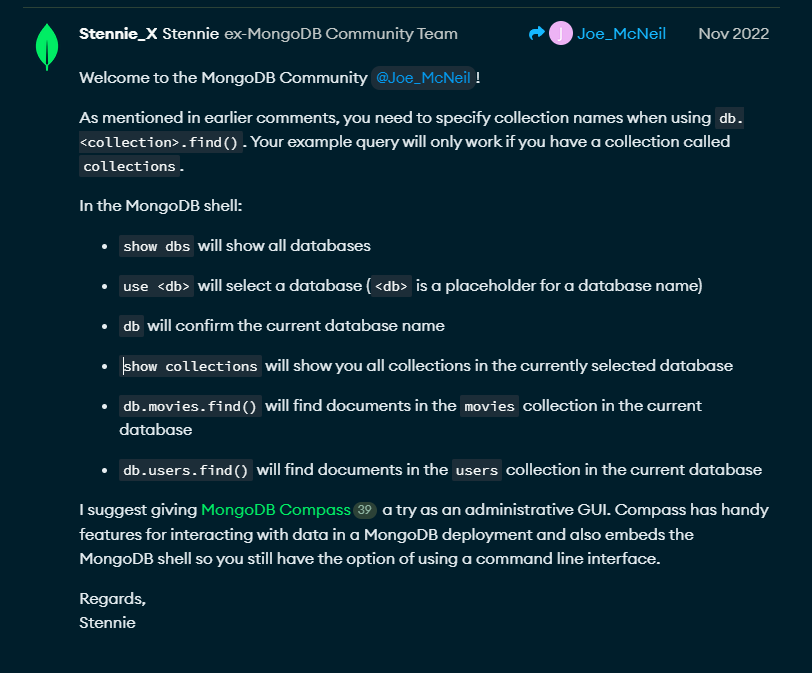 Stennie_X Stennie ex-MongoDB Community Team J Joe_McNeil Nov 2022
Welcome to the MongoDB Community @Joe_McNeil !
As mentioned in earlier comments, you need to specify collection names when using db.
<collection>.find() . Your example query will only work if you have a collection called
collections .
In the MongoDB shell:
• show dbs will show all databases
• use <db> will select a database ( <db> is a placeholder for a database name)
• db will confirm the current database name
• show collections will show you all collections in the currently selected database
• db.movies.find() will find documents in the movies collection in the current
database
• db.users.find() will find documents in the users collection in the current database
I suggest giving MongoDB Compass 39 a try as an administrative GUI. Compass has handy
features for interacting with data in a MongoDB deployment and also embeds the
MongoDB shell so you still have the option of using a command line interface.
Regards,
Stennie